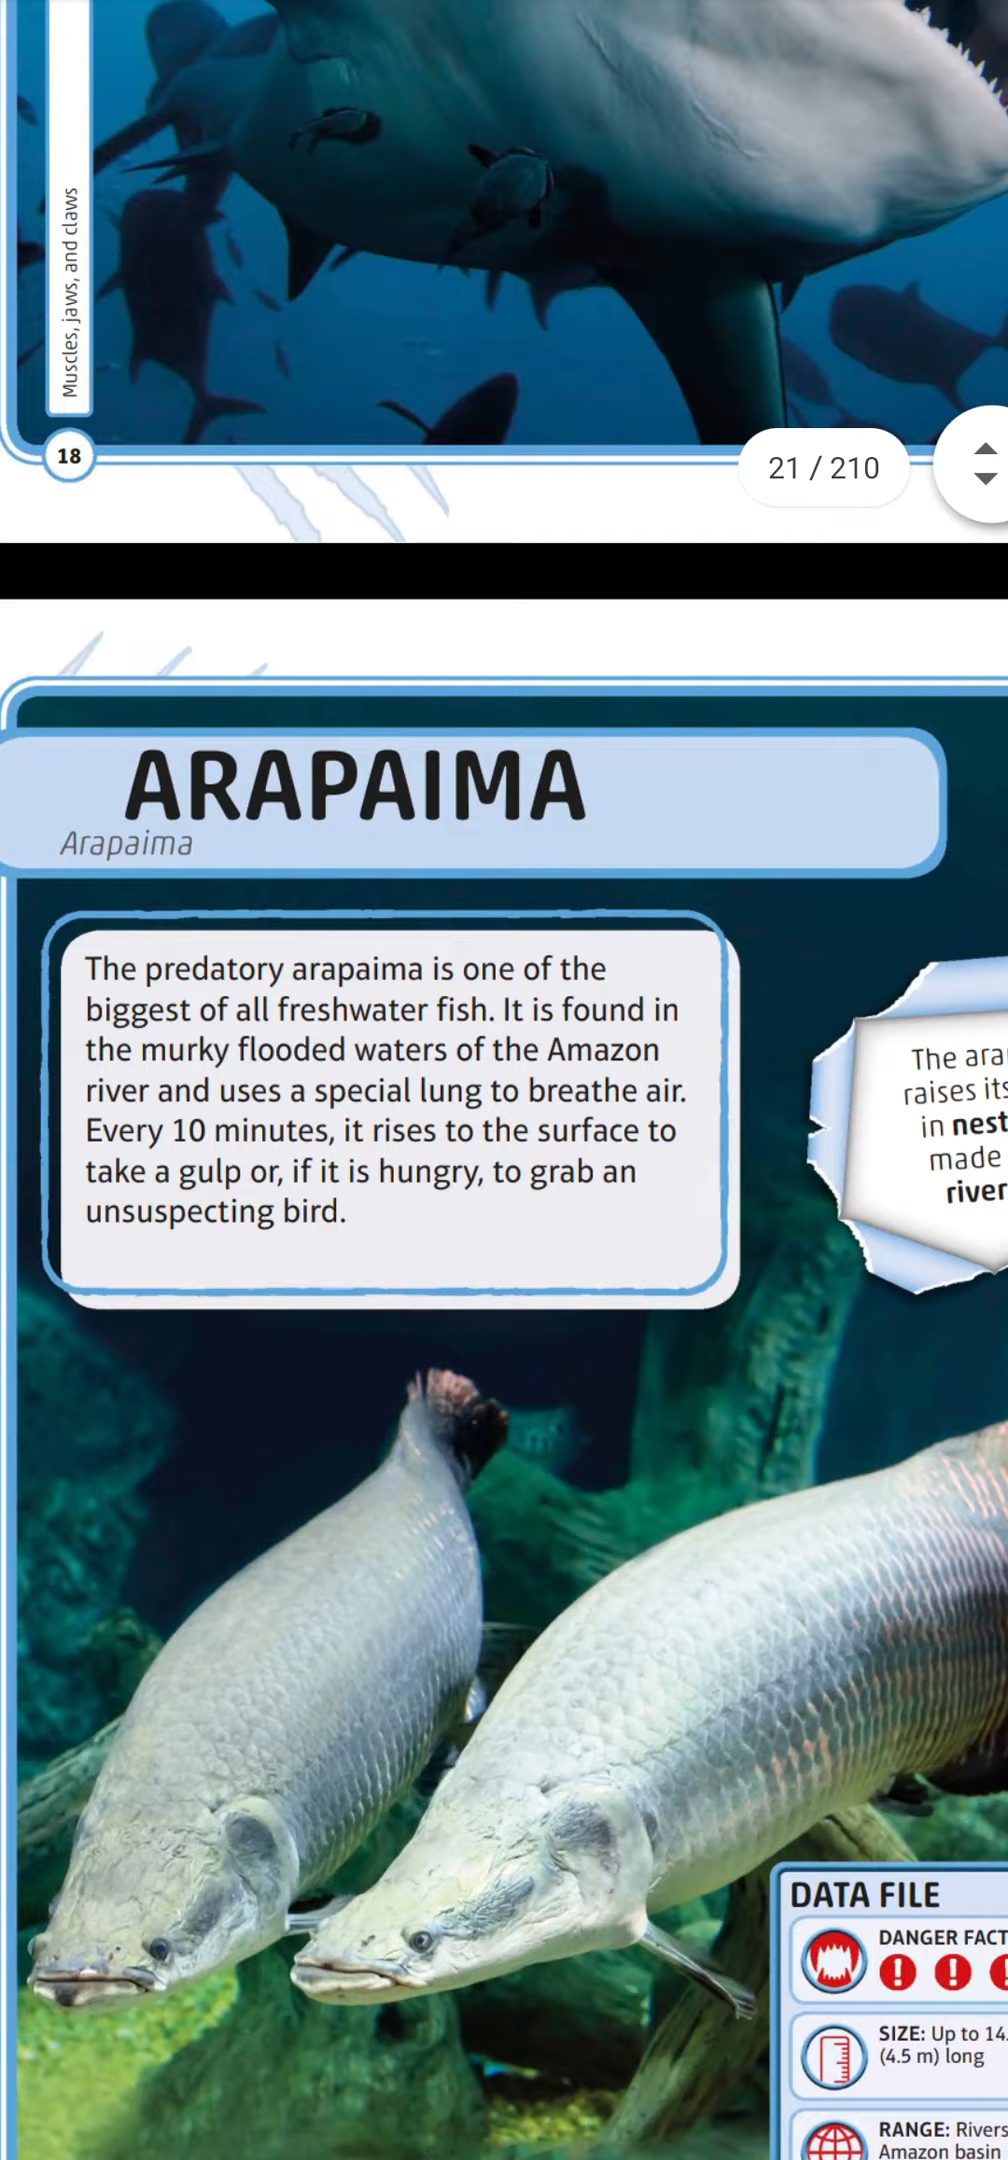 Muscles, jaws, and claws
18
21 / 210
ARAPAIMA
Arapaima
The predatory arapaima is one of the
biggest of all freshwater fish. It is found in
the murky flooded waters of the Amazon
river and uses a special lung to breathe air.
Every 10 minutes, it rises to the surface to
take a gulp or, if it is hungry, to grab an
unsuspecting bird.
The
raises its
in nest
made
river
DATA FILE
DANGER
SIZE: Up to 14.
(4.5 m) long
RANGE: Rivers
Amazon basin